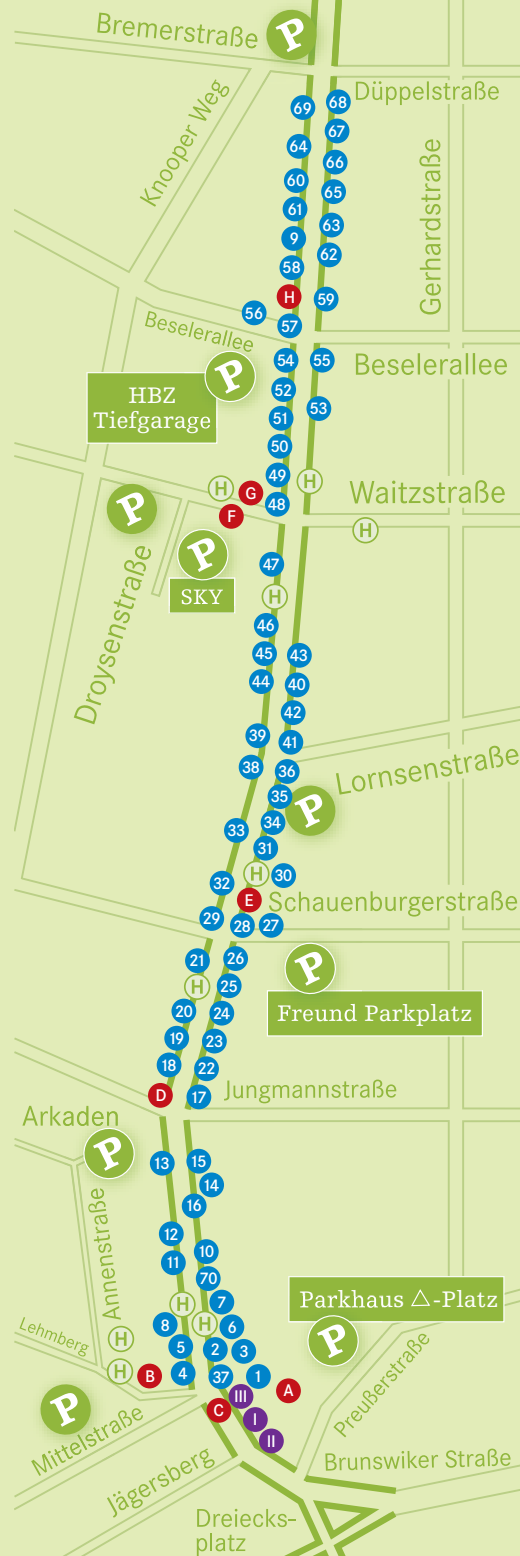 Bremerstraße
P
Düppelstraße
69 68
67
Knooper Weg
64
66
Gerhardstraße
60
65
61
63
9
62
58
H
59
56
57
Beselerallee
54
55
Beselerallee
P
HBZ
Tiefgarage
52
53
51
50
49
H
H
G
48
Waitzstraße
F
P
H
P
SKY
47
H
Droysenstraße
46
45
43
44
40
42
39
41
38
36
Lornsenstraße
35
P
34
33
31
H
30
32
E
Schauenburgerstraße
29
28
27
21
26
P
H
25
Freund Parkplatz
20
24
19
23
18
22
D
17
Jungmannstraße
Arkaden
P
13
15
14
16
Annenstraße
12
10
11
70
Parkhaus △-Platz
H
7
8
H
6
P
Lehmberg
H
5
2
3
Preußerstraße
H
B
4
37
1
A
III
P
C
I
Mittelstraße
II
Jägersberg
Brunswiker Straße
Dreiecks-
platz